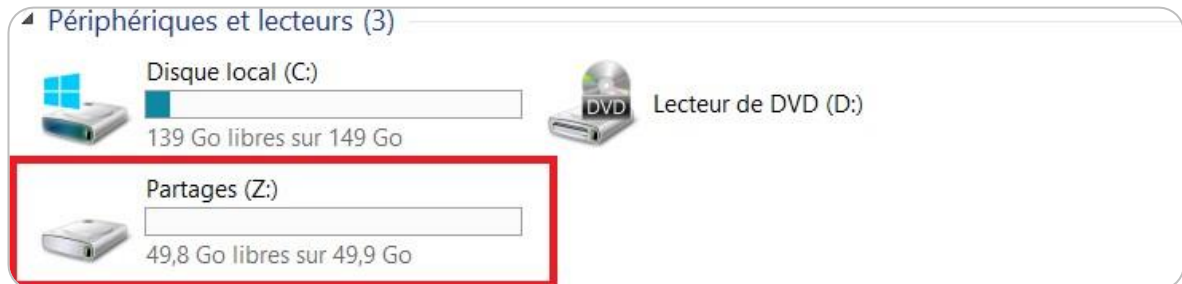 Périphériques et lecteurs (3)
Disque local (C:)
139 Go libres sur 149 Go
DVD
Lecteur de DVD (D:)
Partages (Z:)
49,8 Go libres sur 49,9 Go